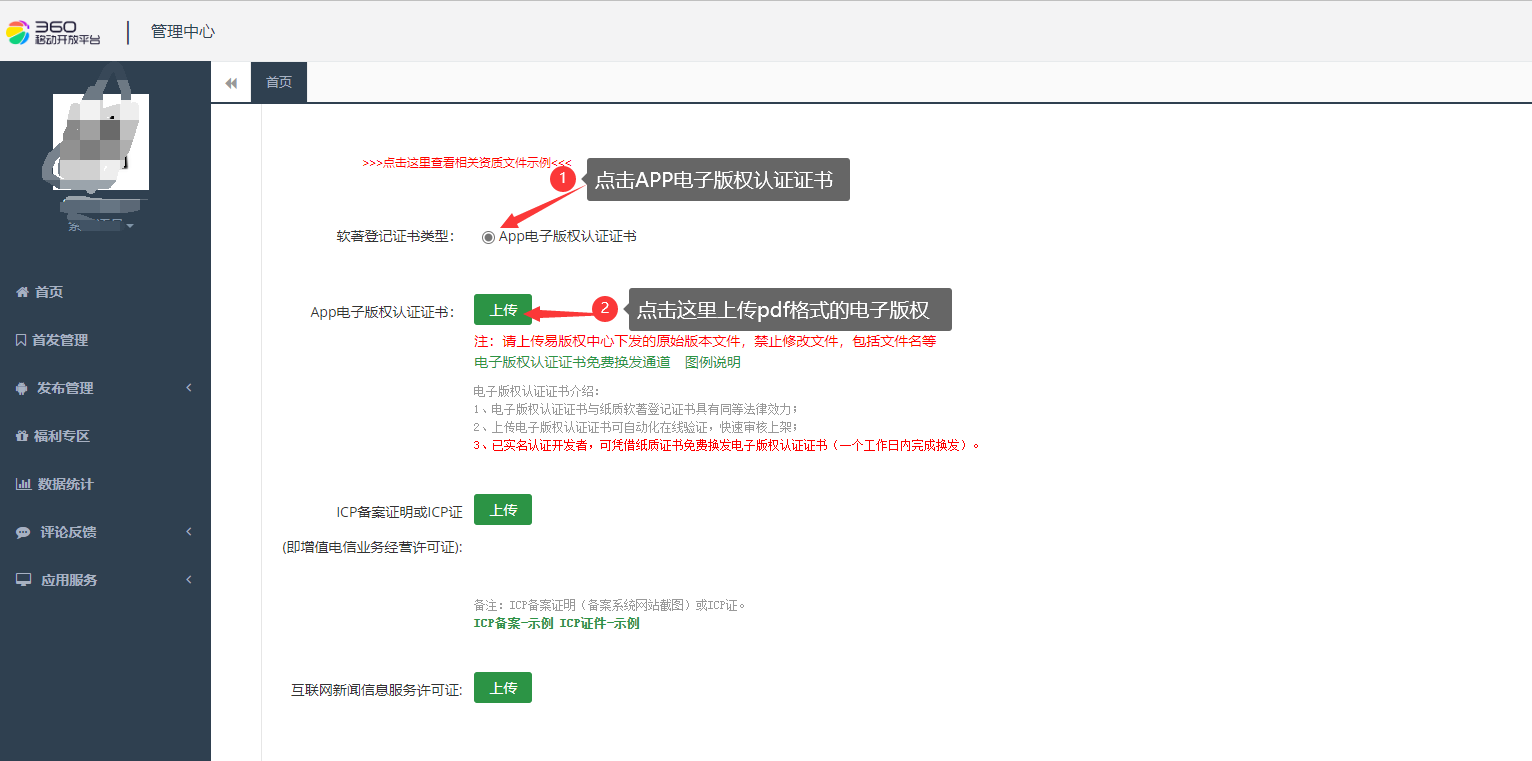 360
移动开放平台
管理中心
首页
>>>点击这里查看相关资质文件示例<<<
1
点击APP电子版权认证证书
软著登记证书类型：
App电子版权认证证书
首页
首发管理
发布管理
福利专区
数据统计
评论反馈
应用服务
App电子版权认证证书：
上传
2
点击这里上传pdf格式的电子版权
注：请上传易版权中心下发的原始版本文件，禁止修改文件，包括文件名等
电子版权认证证书免费换发通道 图例说明
电子版权认证证书介绍：
1、电子版权认证证书与纸质软著登记证书具有同等法律效力；
2、上传电子版权认证证书可自动化在线验证，快速审核上架；
3、已实名认证开发者，可凭借纸质证书免费换发电子版权认证证书（一个工作日内完成换发）。
ICP备案证明或ICP证
上传
(即增值电信业务经营许可证):
备注：ICP备案证明（备案系统网站截图）或ICP证。
ICP备案-示例 ICP证件-示例
互联网新闻信息服务许可证:
上传